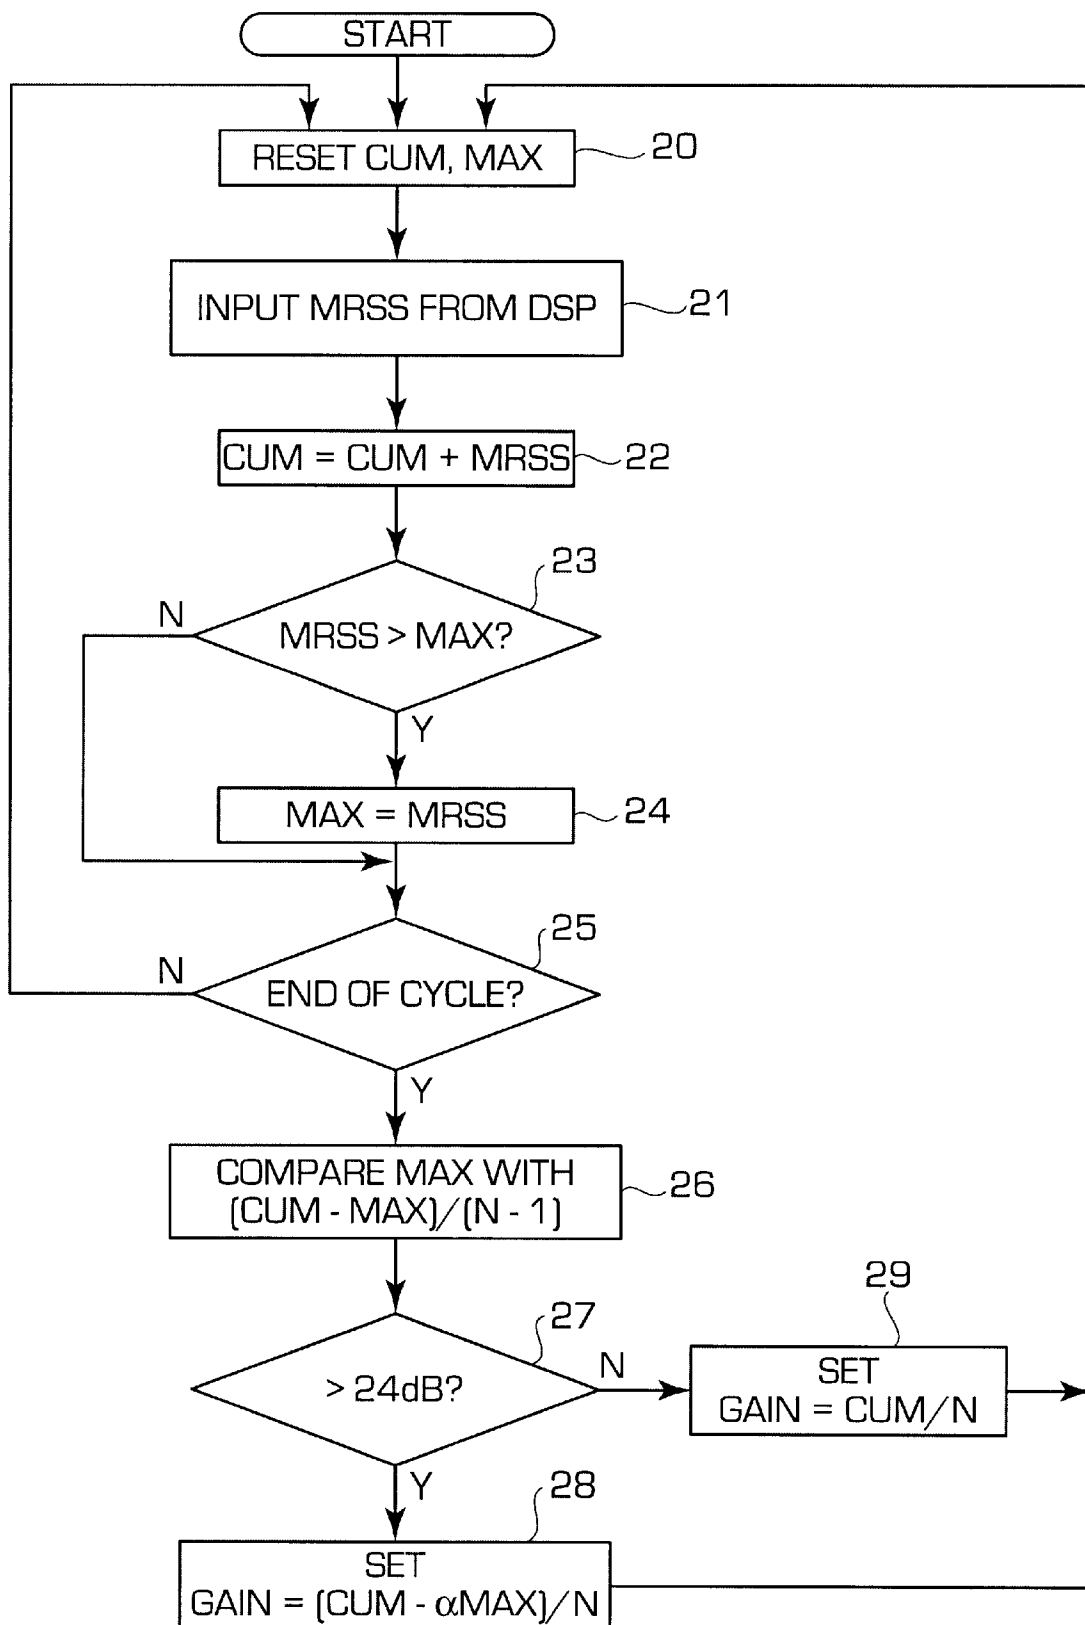 START
RESET CUM, MAX
20
INPUT MRSS FROM DSP
21
CUM = CUM + MRSS
22
23
N
MRSS > MAX?
Y
MAX = MRSS
24
25
N
END OF CYCLE?
Y
COMPARE MAX WITH
(CUM - MAX)/(N - 1)
26
27
> 24dB?
N
29
SET
GAIN = CUM/N
Y
28
SET
GAIN = (CUM - αMAX)/N